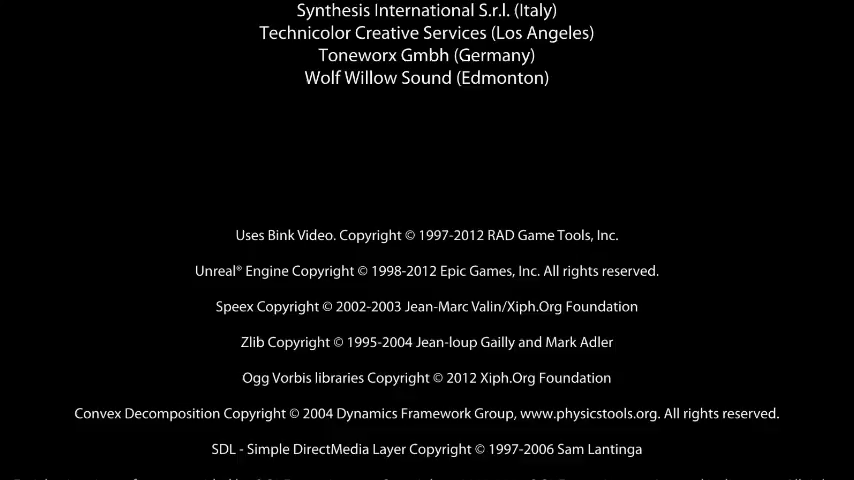 Synthesis International S.r.l. (Italy)
Technicolor Creative Services (Los Angeles)
Toneworx Gmbh (Germany)
Wolf Willow Sound (Edmonton)
Uses Bink Video. Copyright © 1997-2012 RAD Game Tools, Inc.
Unreal® Engine Copyright © 1998-2012 Epic Games, Inc. All rights reserved.
Speex Copyright © 2002-2003 Jean-Marc Valin/Xiph.Org Foundation
Zlib Copyright © 1995-2004 Jean-loup Gailly and Mark Adler
Ogg Vorbis libraries Copyright © 2012 Xiph.Org Foundation
Convex Decomposition Copyright © 2004 Dynamics Framework Group, www.physicstools.org. All rights reserved.
SDL - Simple DirectMedia Layer Copyright © 1997-2006 Sam Lantinga